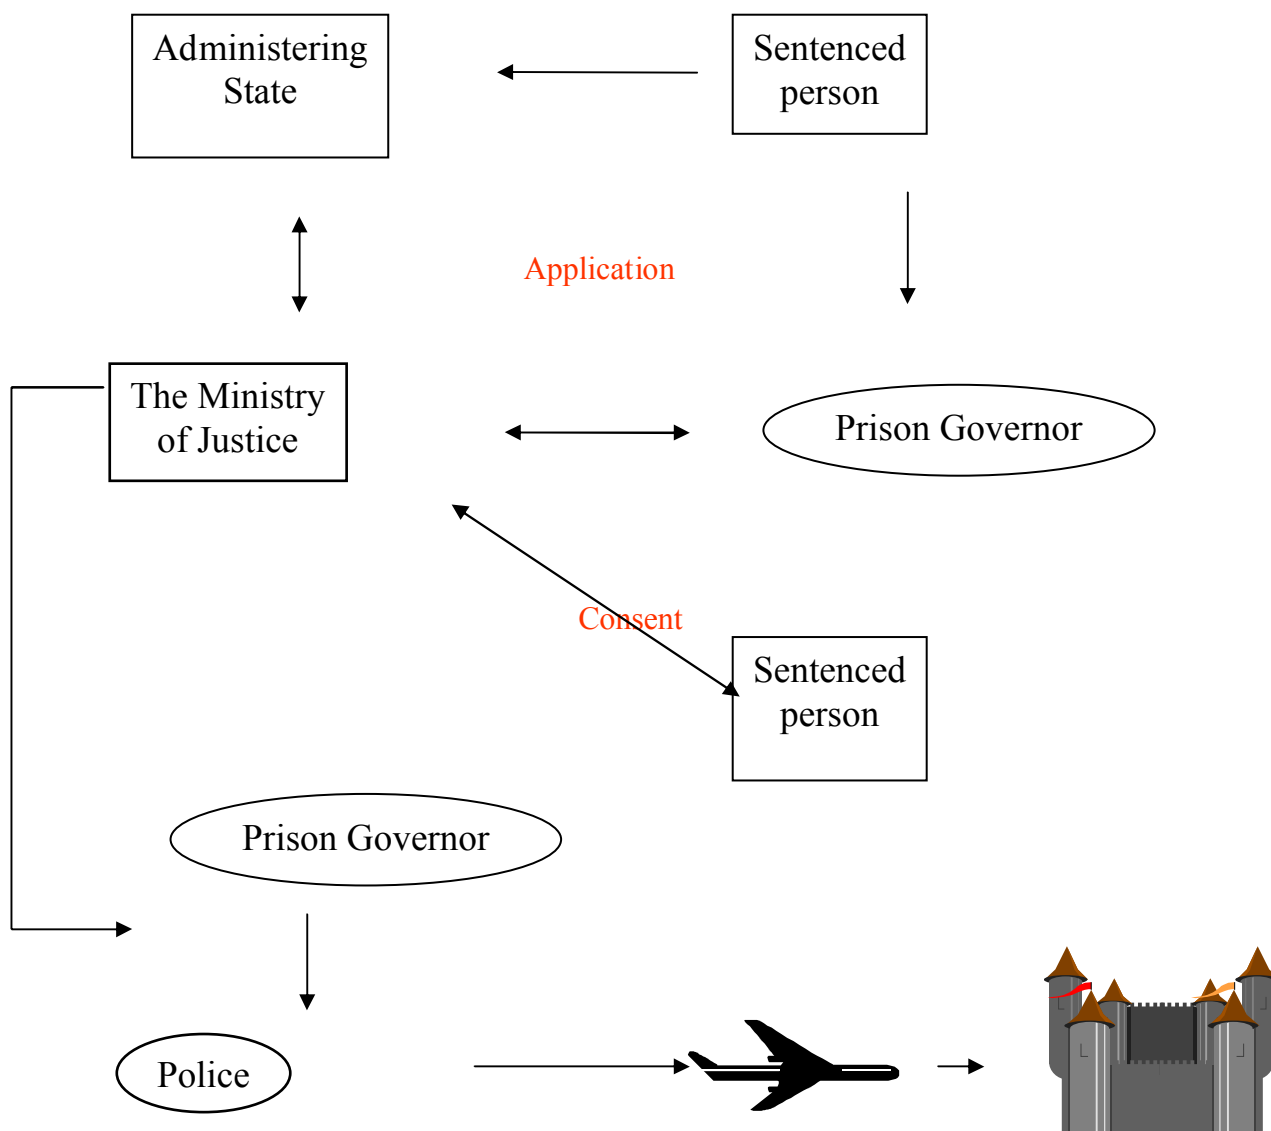 Administering
State
Sentenced
person
Application
The Ministry
of Justice
Prison Governor
Consent
Sentenced
person
Prison Governor
Police